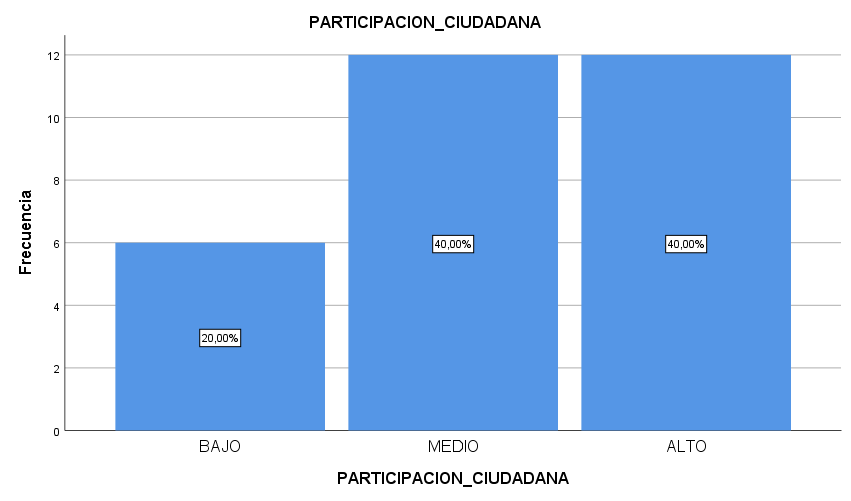 PARTICIPACION_CIUDADANA
Frecuencia
12
10
8
6
4
2
0
20,00%
40,00%
40,00%
BAJO
MEDIO
ALTO
PARTICIPACION_CIUDADANA